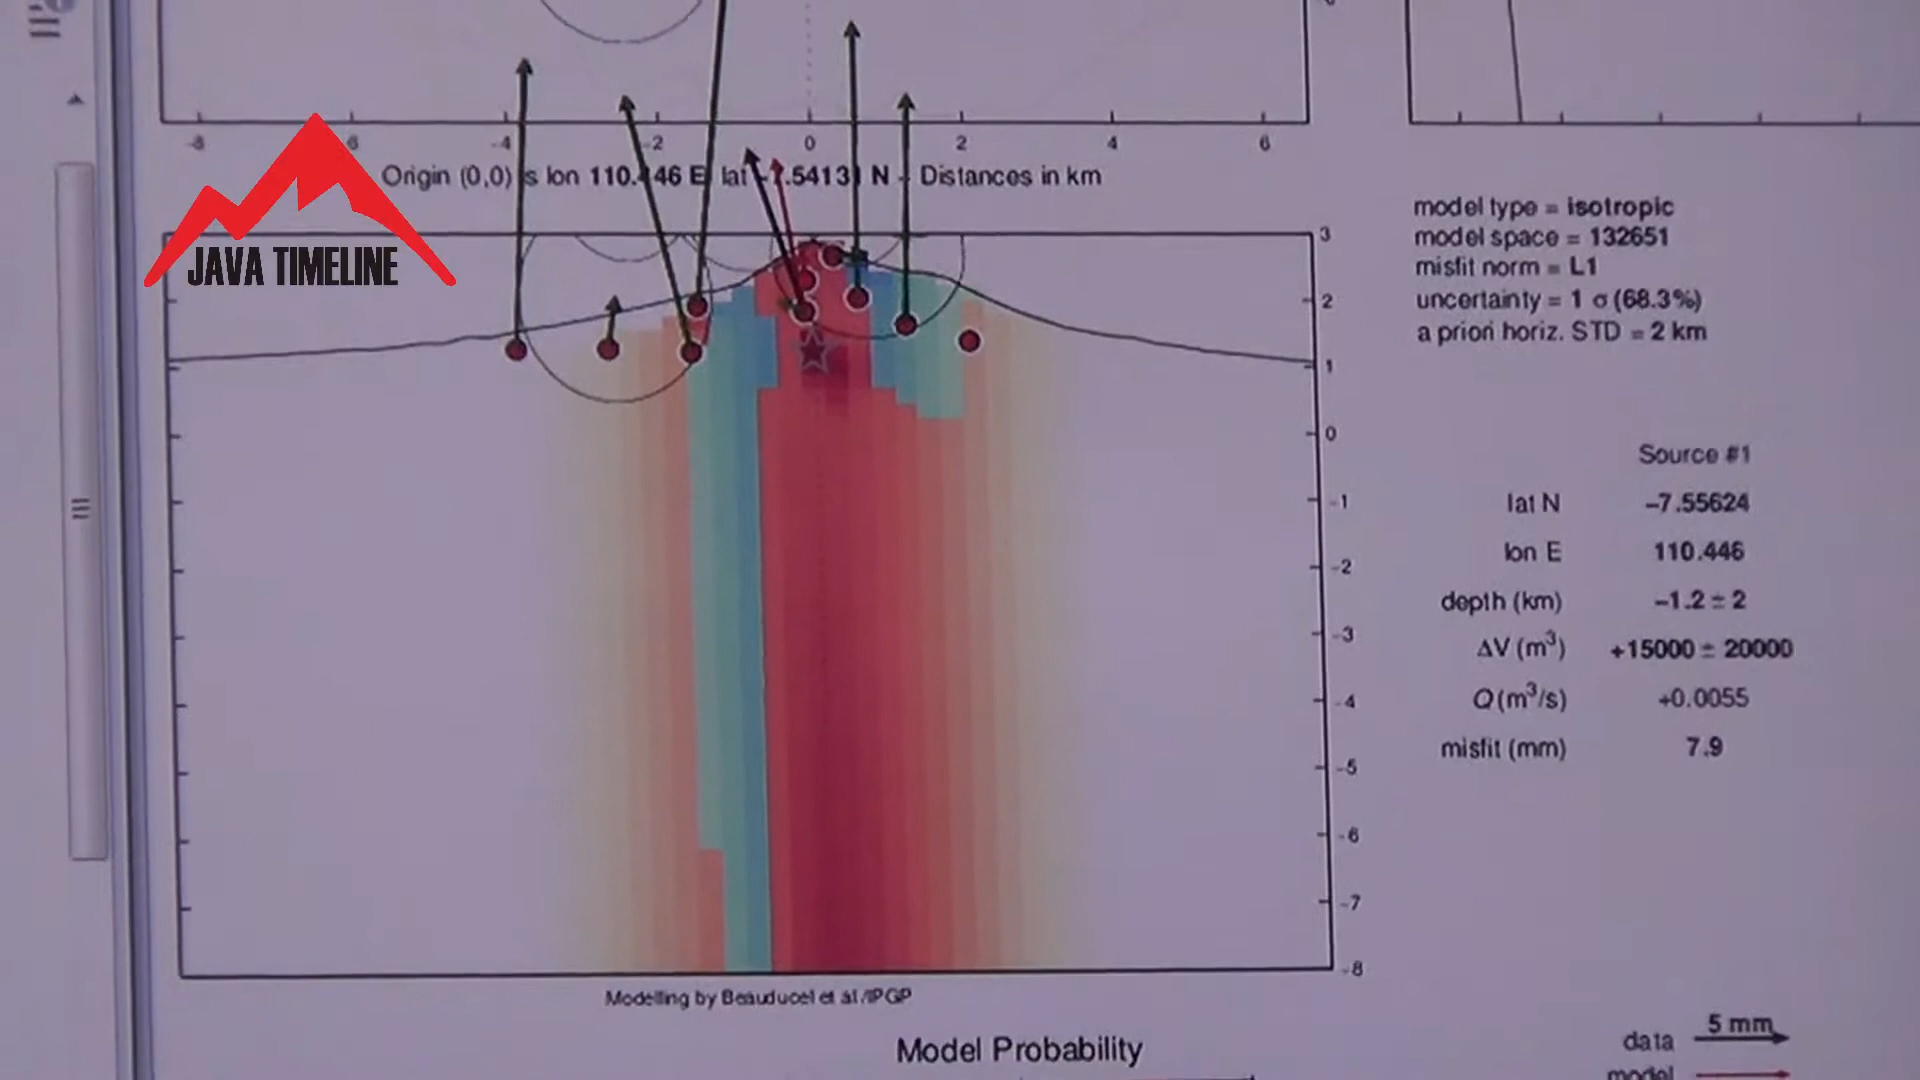 -8 6 -4 -2 0 2 4 6
Origin (0,0) is lon 110.446 E, lat -7.54131 N - Distances in km
JAVA TIMELINE
3
2
1
0
-1
-2
-3
-4
-5
-6
-7
-8
Modelling by Beauducel et al./IPGP
Model Probability
model type = isotropic
model space = 132651
misfit norm = L1
uncertainty = 1 σ (68.3%)
a priori horiz. STD = 2 km
Source #1
lat N -7.55624
lon E 110.446
depth (km) -1.2 ± 2
ΔV (m³) +15000 ± 20000
Q (m³/s) +0.0055
misfit (mm) 7.9
5 mm
data
model